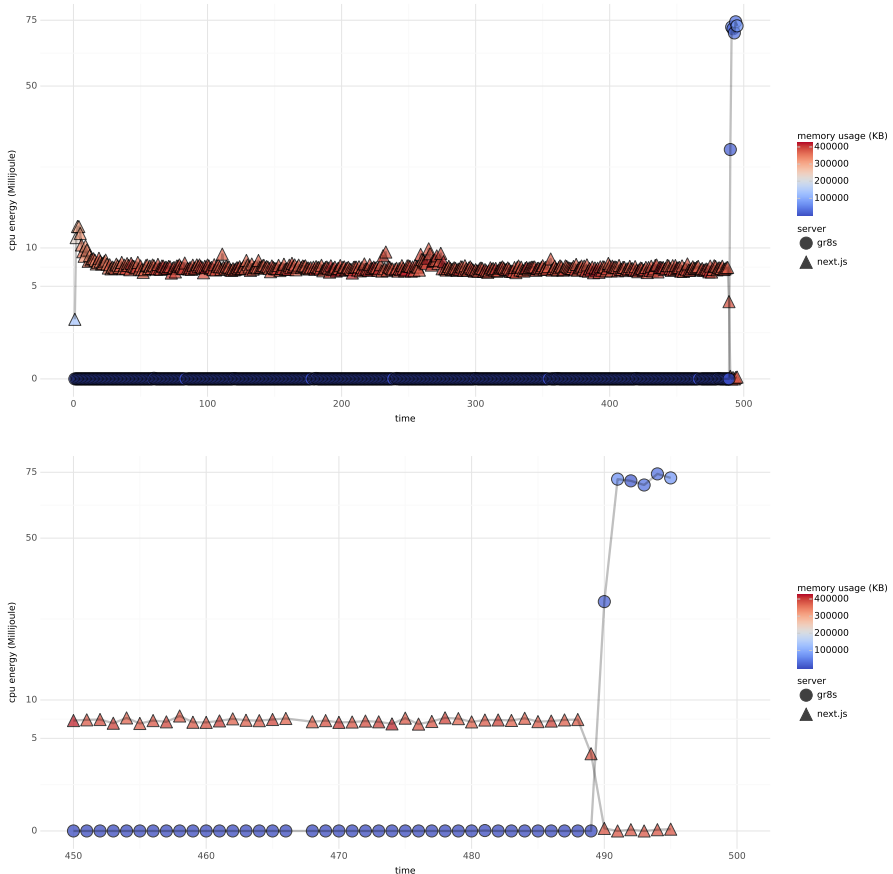 75
50
10
5
0
cpu energy (Millijoule)
0
100
200
300
400
500
time
memory usage (KB)
400000
300000
200000
100000
server
gr8s
next.js
75
50
10
5
0
cpu energy (Millijoule)
450
460
470
480
490
500
time
memory usage (KB)
400000
300000
200000
100000
server
gr8s
next.js